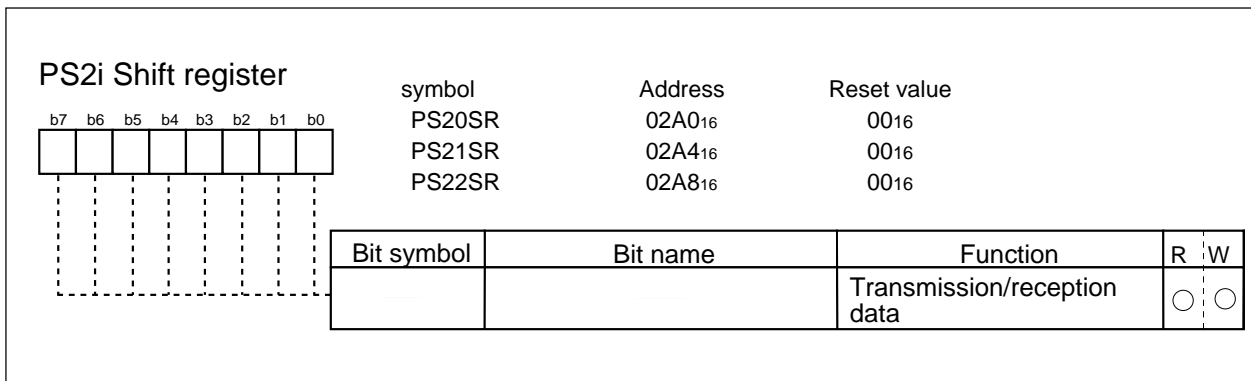 PS2i Shift register
symbol Address Reset value
b7 b6 b5 b4 b3 b2 b1 b0
PS20SR 02A016 0016
PS21SR 02A416 0016
PS22SR 02A816 0016
Bit symbol Bit name Function R W
Transmission/reception
data